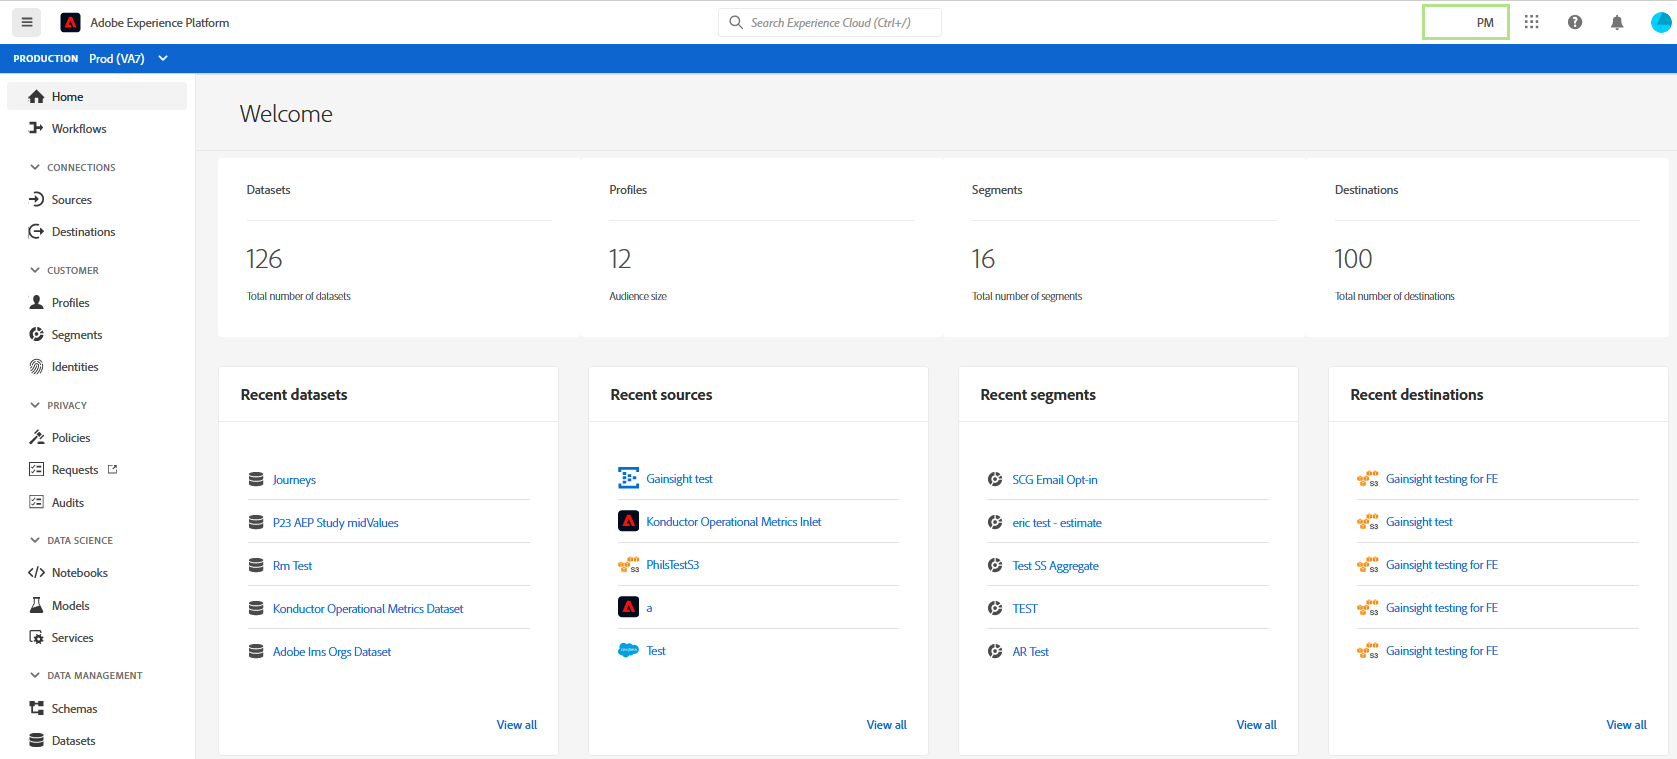 Adobe Experience Platform
Search Experience Cloud (Ctrl+/)
PM
PRODUCTION Prod (VA7)
Home
Workflows
CONNECTIONS
Sources
Destinations
CUSTOMER
Profiles
Segments
Identities
PRIVACY
Policies
Requests
Audits
DATA SCIENCE
Notebooks
Models
Services
DATA MANAGEMENT
Schemas
Datasets
Welcome
Datasets
126
Total number of datasets
Profiles
12
Audience size
Segments
16
Total number of segments
Destinations
100
Total number of destinations
Recent datasets
Journeys
P23 AEP Study midValues
Rm Test
Konductor Operational Metrics Dataset
Adobe Ims Orgs Dataset
View all
Recent sources
Gainsight test
Konductor Operational Metrics Inlet
S3 PhilsTestS3
a
Test
View all
Recent segments
SCG Email Opt-in
eric test - estimate
Test SS Aggregate
TEST
AR Test
View all
Recent destinations
S3 Gainsight testing for FE
S3 Gainsight test
S3 Gainsight testing for FE
S3 Gainsight testing for FE
S3 Gainsight testing for FE
View all